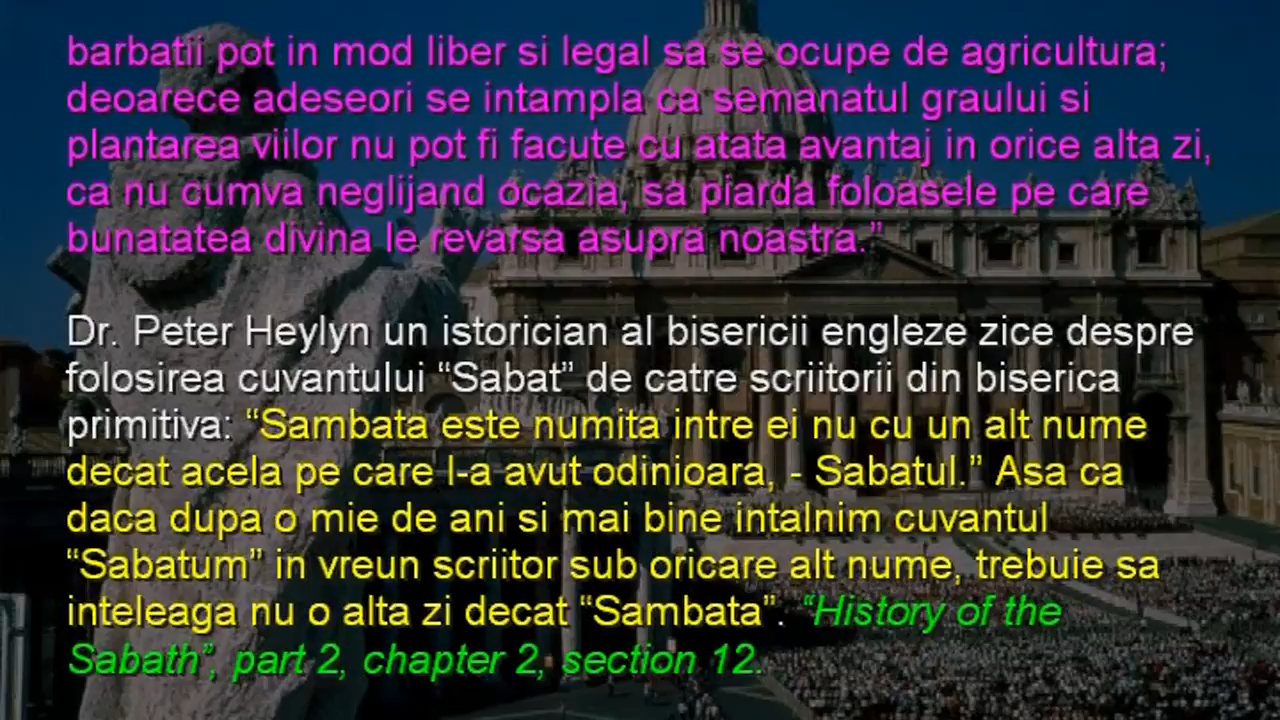 barbatii pot in mod liber si legal sa se ocupe de agricultura;
deoarece adeseori se intampla ca semanatul graului si
plantarea viilor nu pot fi facute cu atata avantaj in orice alta zi,
ca nu cumva neglijand ocazia, sa piarda foloasele pe care
bunatatea divina le revarsa asupra noastra.”
Dr. Peter Heylyn un istorician al bisericii engleze zice despre
folosirea cuvantului “Sabat” de catre scriitorii din biserica
primitiva: “Sambata este numita intre ei nu cu un alt nume
decat acela pe care l-a avut odinioara, - Sabatul.” Asa ca
daca dupa o mie de ani si mai bine intalnim cuvantul
“Sabatum” in vreun scriitor sub oricare alt nume, trebuie sa
inteleaga nu o alta zi decat “Sambata”. “History of the
Sabath”, part 2, chapter 2, section 12.